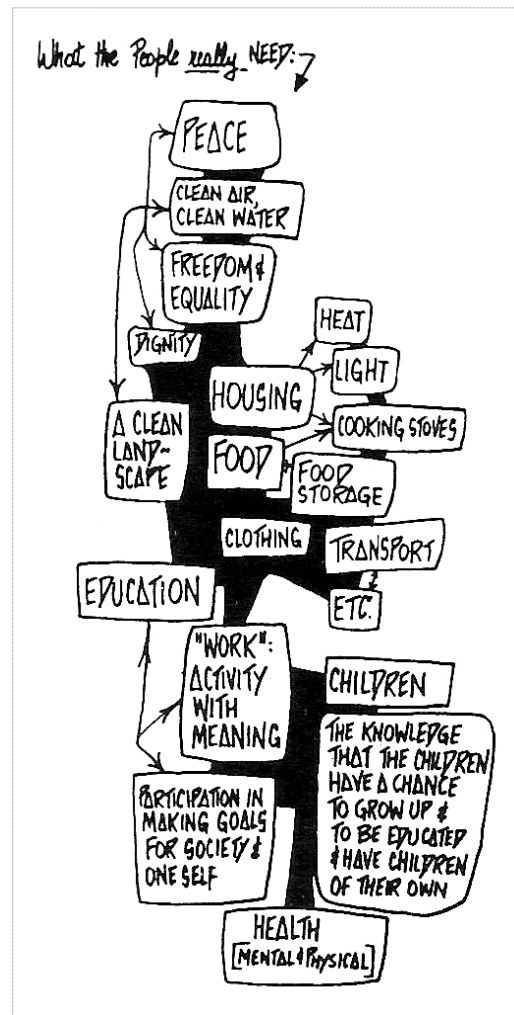 What the People really NEED:
PEACE
CLEAN AIR,
CLEAN WATER
FREEDOM &
EQUALITY
DIGNITY
HEAT
LIGHT
HOUSING
COOKING STOVES
A CLEAN
LAND~
SCAPE
FOOD
FOOD
STORAGE
CLOTHING
TRANSPORT
EDUCATION
ETC.
"WORK":
ACTIVITY
WITH
MEANING
CHILDREN
THE KNOWLEDGE
THAT THE CHILDREN
HAVE A CHANCE
TO GROW UP &
TO BE EDUCATED
& HAVE CHILDREN
OF THEIR OWN
PARTICIPATION IN
MAKING GOALS
FOR SOCIETY &
ONE SELF
HEALTH
[MENTAL & PHYSICAL]